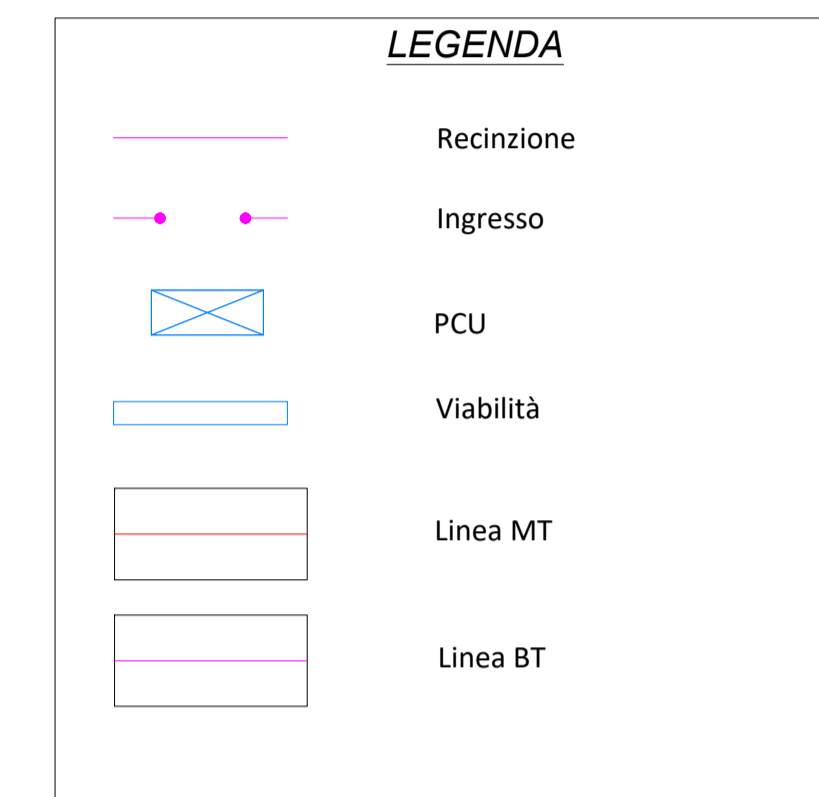 LEGENDA
Recinzione
Ingresso
PCU
Viabilità
Linea MT
Linea BT